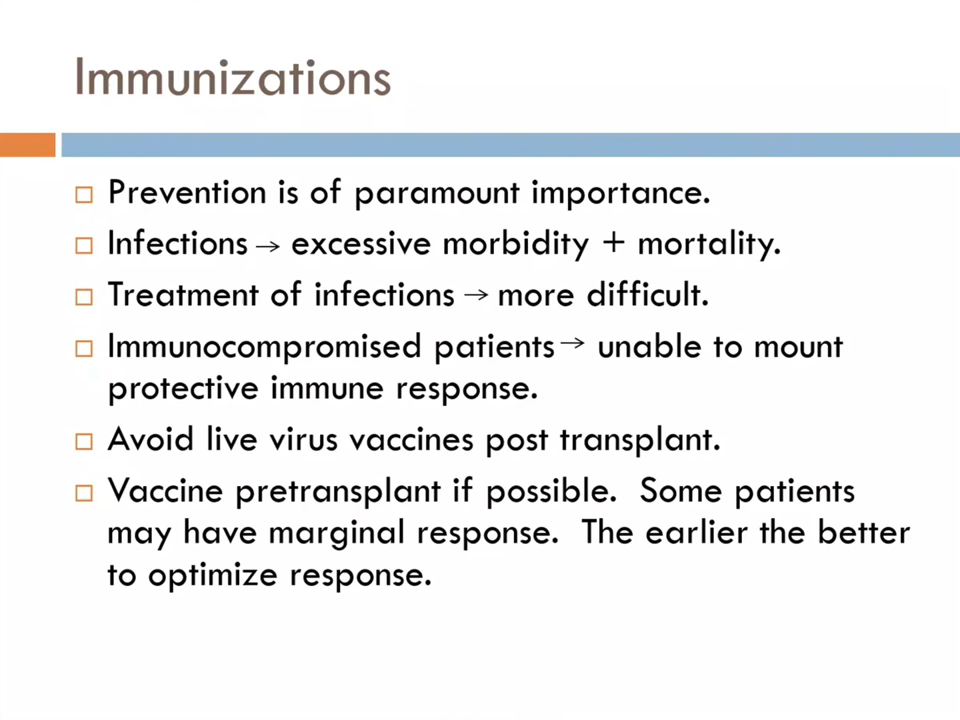 Immunizations
Prevention is of paramount importance.
Infections → excessive morbidity + mortality.
Treatment of infections → more difficult.
Immunocompromised patients → unable to mount
protective immune response.
Avoid live virus vaccines post transplant.
Vaccine pretransplant if possible.  Some patients
may have marginal response.  The earlier the better
to optimize response.